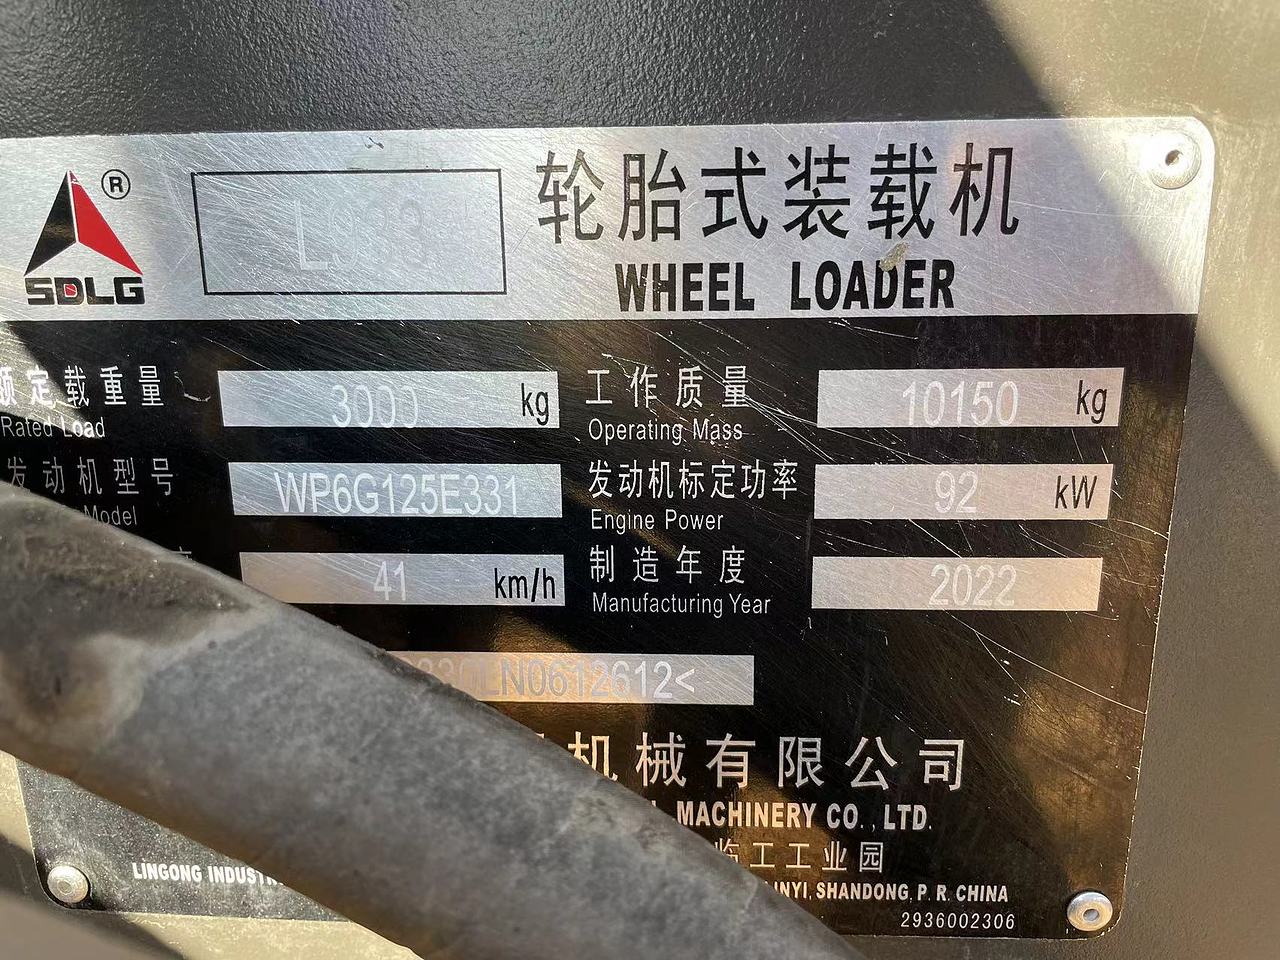 ®
SDLG
轮胎式装载机
WHEEL LOADER
额定载重量 3000 kg
Rated Load
工作质量 10150 kg
Operating Mass
发动机型号 WP6G125E331
Model
发动机标定功率 92 kW
Engine Power
41 km/h
制造年度 2022
Manufacturing Year
LN0612612<
机械有限公司
MACHINERY CO., LTD.
临工工业园
LINGONG
SHANDONG, P. R. CHINA
2936002306